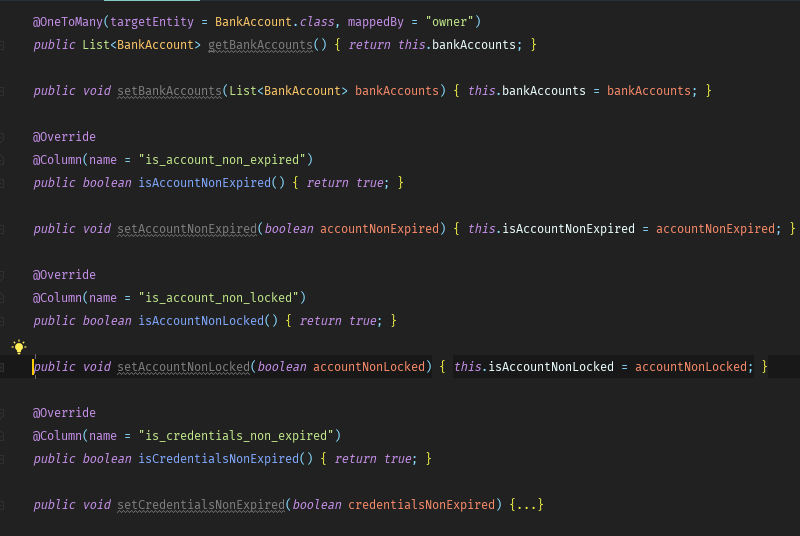 @OneToMany(targetEntity = BankAccount.class, mappedBy = "owner")
public List<BankAccount> getBankAccounts() { return this.bankAccounts; }
public void setBankAccounts(List<BankAccount> bankAccounts) { this.bankAccounts = bankAccounts; }
@Override
@Column(name = "is_account_non_expired")
public boolean isAccountNonExpired() { return true; }
public void setAccountNonExpired(boolean accountNonExpired) { this.isAccountNonExpired = accountNonExpired; }
@Override
@Column(name = "is_account_non_locked")
public boolean isAccountNonLocked() { return true; }
public void setAccountNonLocked(boolean accountNonLocked) { this.isAccountNonLocked = accountNonLocked; }
@Override
@Column(name = "is_credentials_non_expired")
public boolean isCredentialsNonExpired() { return true; }
public void setCredentialsNonExpired(boolean credentialsNonExpired) {...}